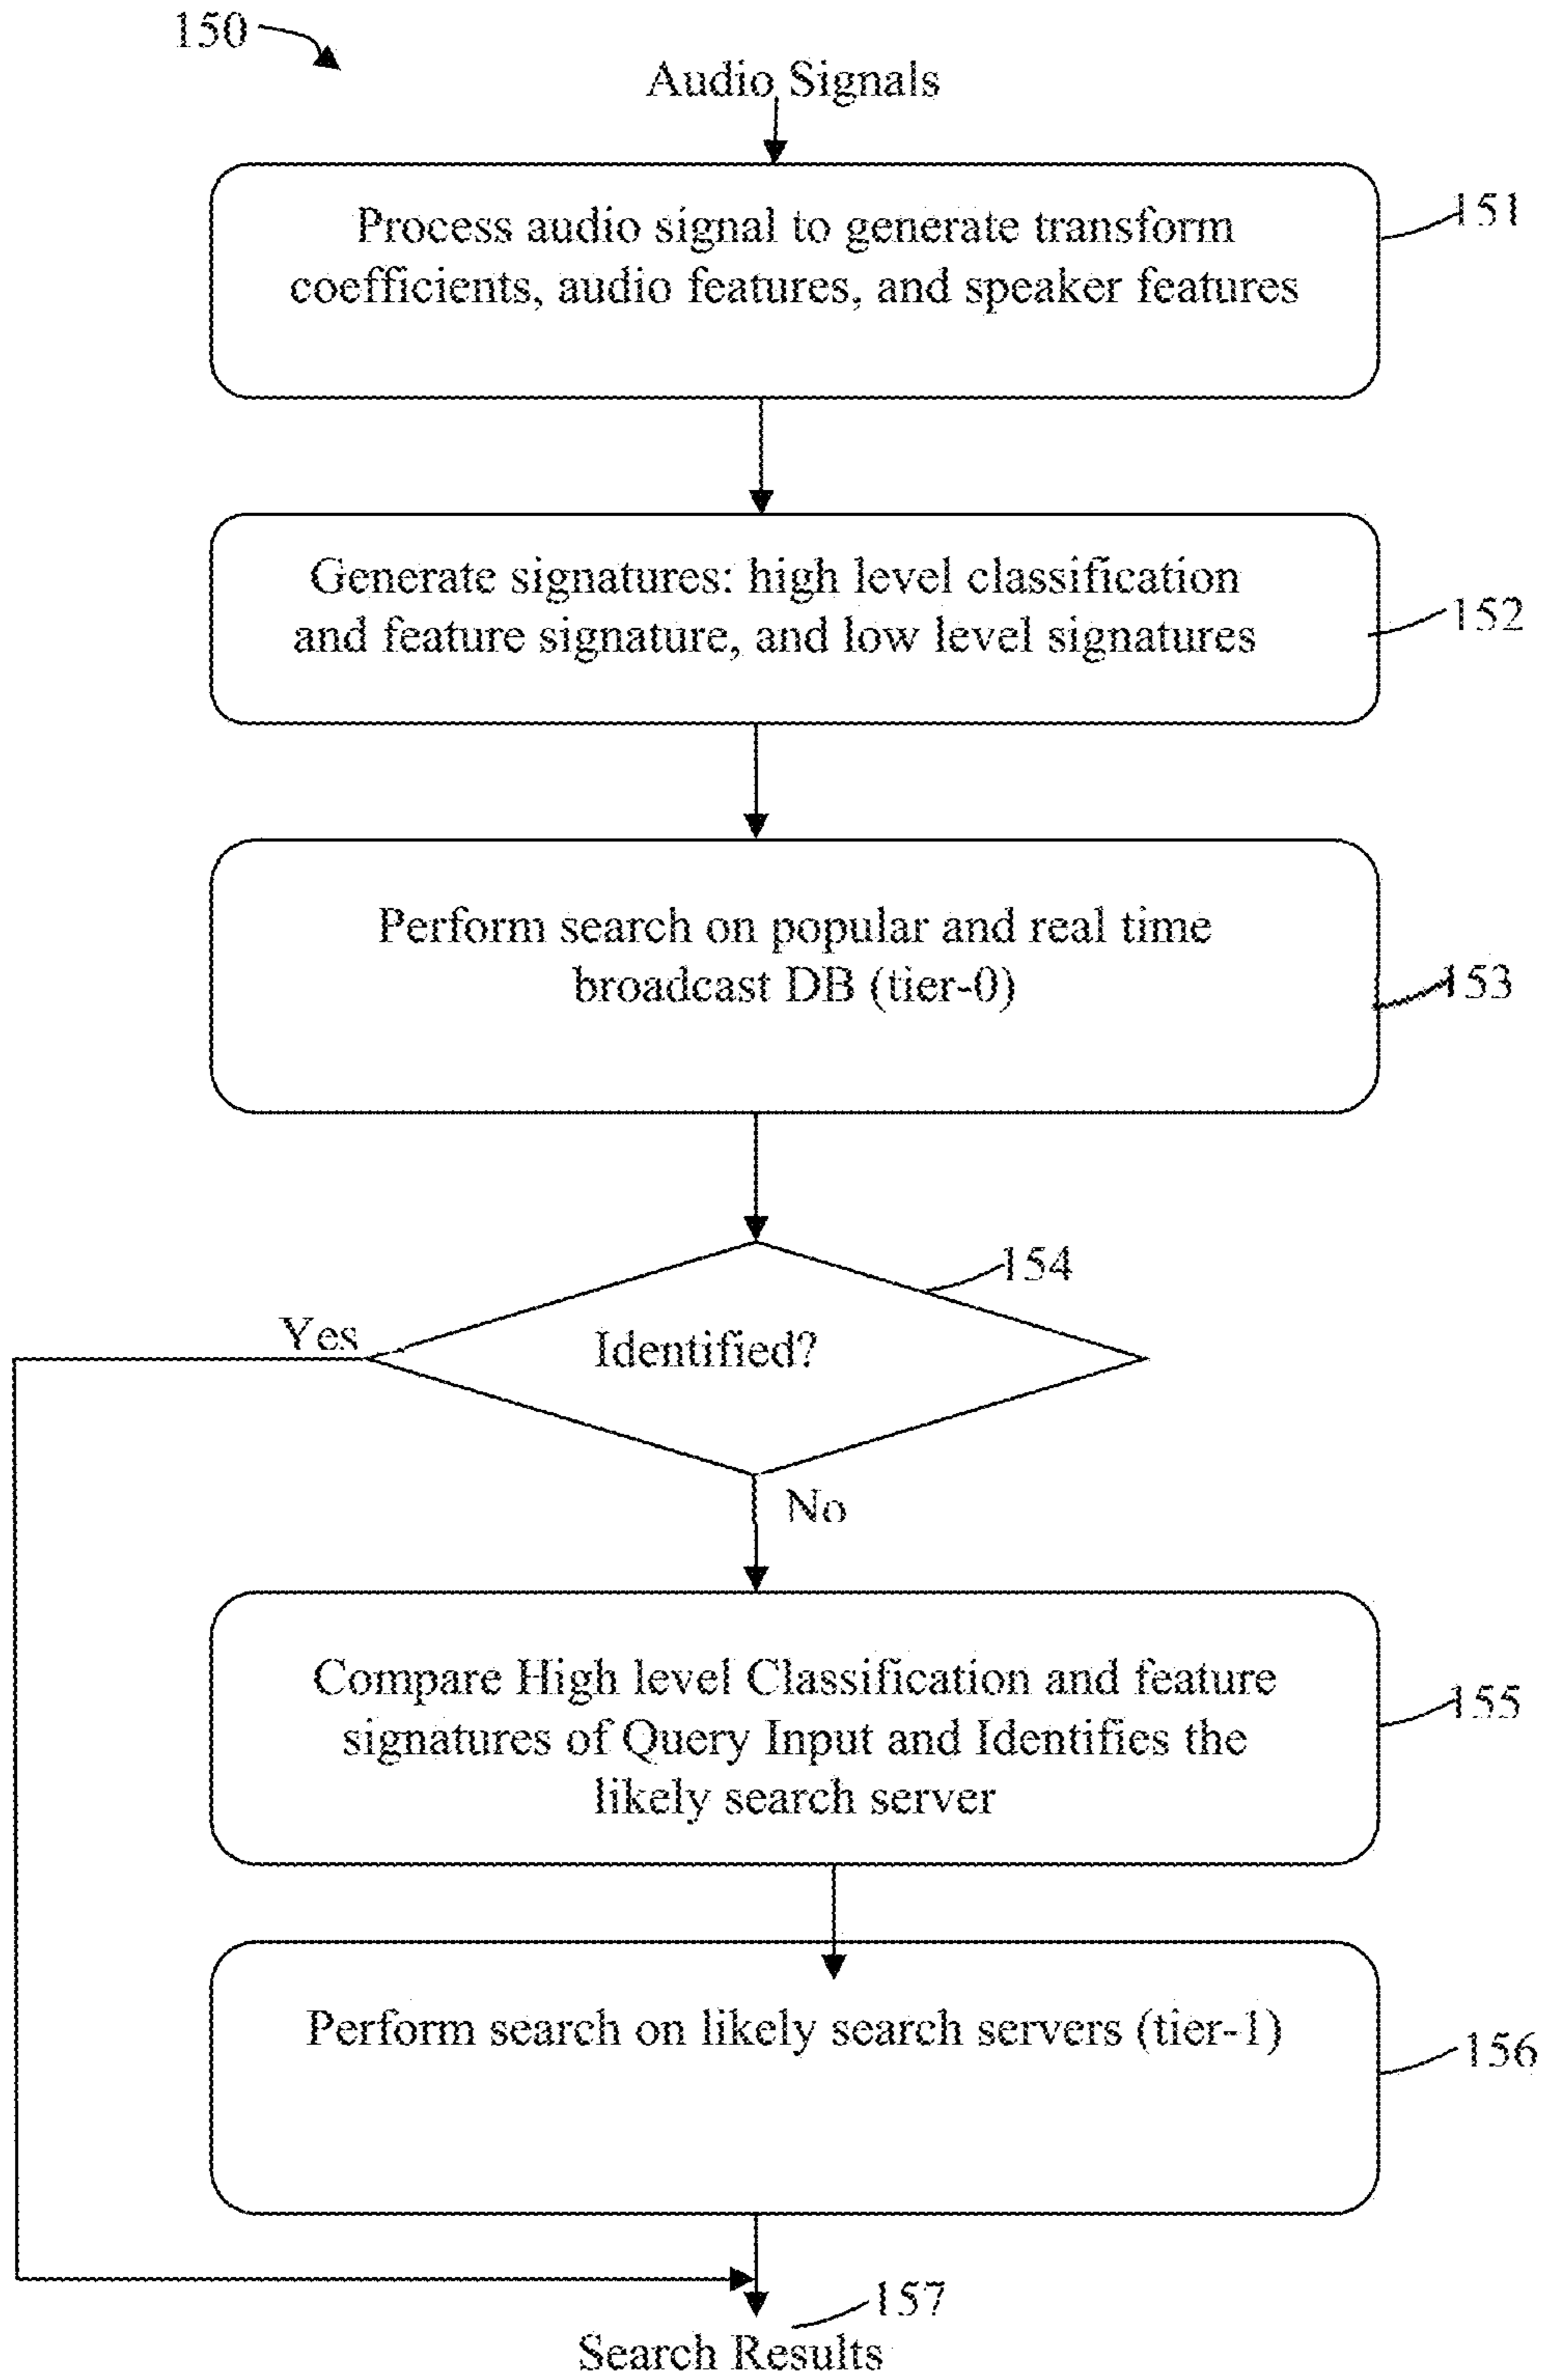 150
Audio Signals
Process audio signal to generate transform
coefficients, audio features, and speaker features
151
Generate signatures: high level classification
and feature signature, and low level signatures
152
Perform search on popular and real time
broadcast DB (tier-0)
153
154
Yes
Identified?
No
Compare High level Classification and feature
signatures of Query Input and Identifies the
likely search server
155
Perform search on likely search servers (tier-1)
156
157
Search Results